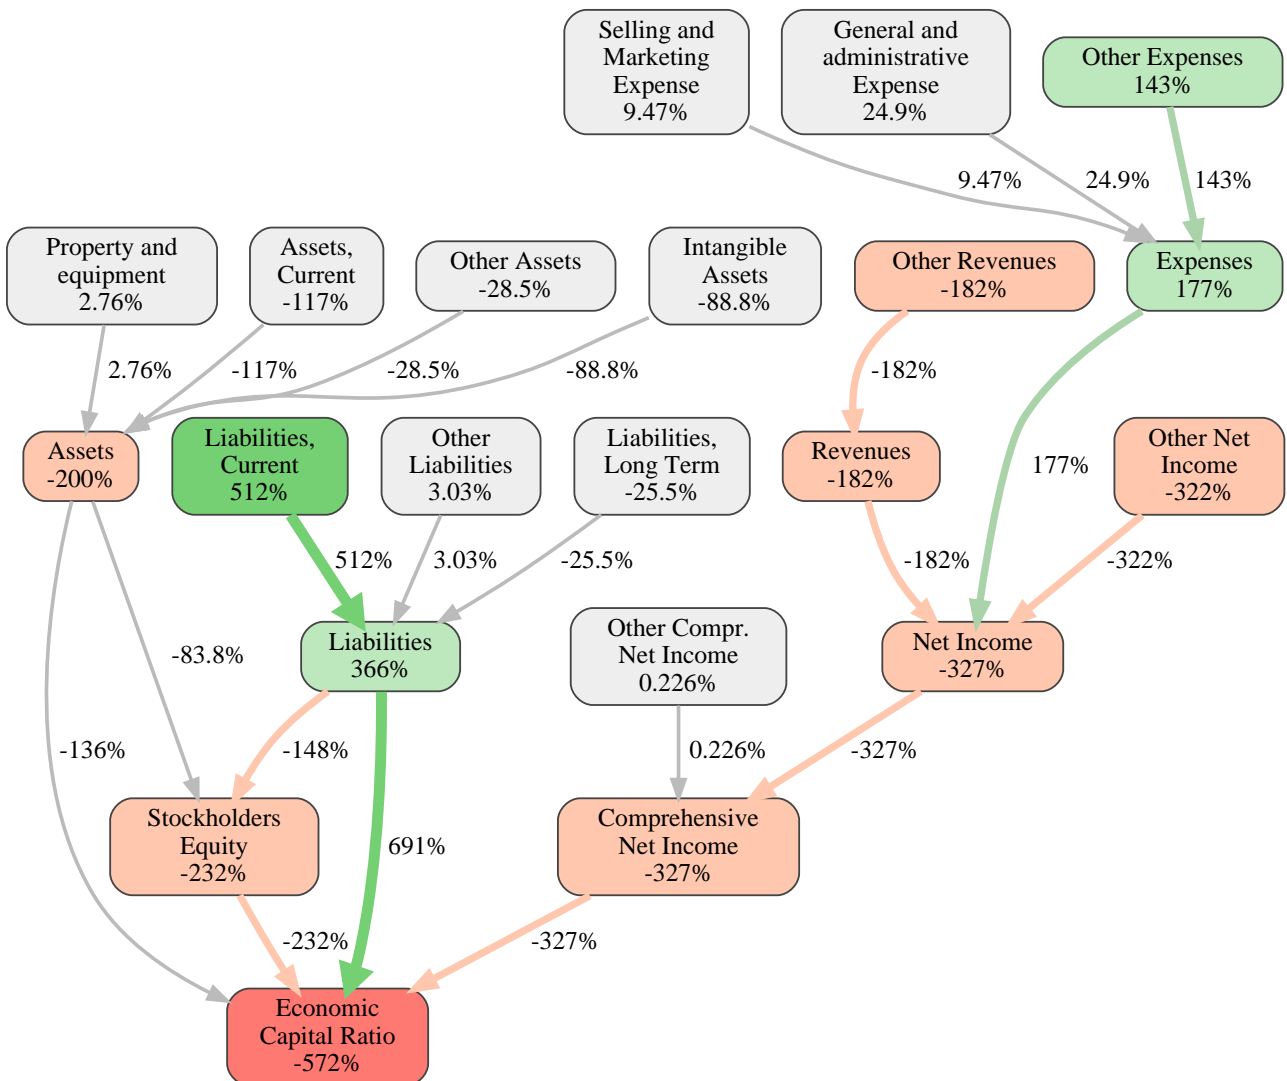 Selling and
Marketing
Expense
9.47%
General and
administrative
Expense
24.9%
Other Expenses
143%
9.47%
24.9%
143%
Property and
equipment
2.76%
Assets,
Current
-117%
Other Assets
-28.5%
Intangible
Assets
-88.8%
Other Revenues
-182%
Expenses
177%
2.76%
-117%
-28.5%
-88.8%
-182%
177%
Assets
-200%
Liabilities,
Current
512%
Other
Liabilities
3.03%
Liabilities,
Long Term
-25.5%
Revenues
-182%
Other Net
Income
-322%
512%
3.03%
-25.5%
-182%
-322%
-83.8%
Liabilities
366%
Other Compr.
Net Income
0.226%
Net Income
-327%
-136%
-148%
0.226%
-327%
Stockholders
Equity
-232%
691%
Comprehensive
Net Income
-327%
-232%
-327%
Economic
Capital Ratio
-572%